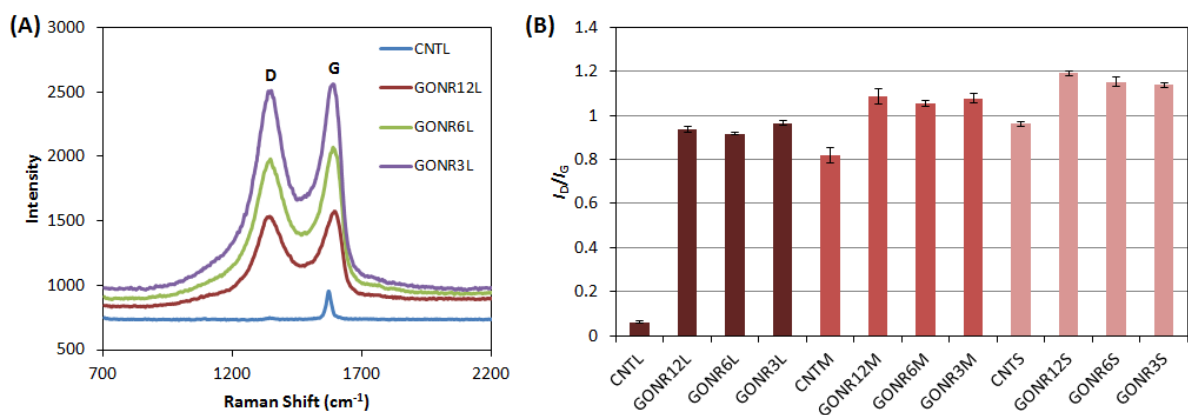 (A)
3000
2500
2000
1500
1000
500
Intensity
D
G
CNTL
GONR12L
GONR6L
GONR3L
700
1200
1700
2200
Raman Shift (cm⁻¹)
(B)
1.4
1.2
1
0.8
0.6
0.4
0.2
0
I_D/I_G
CNTL
GONR12L
GONR6L
GONR3L
CNTM
GONR12M
GONR6M
GONR3M
CNTS
GONR12S
GONR6S
GONR3S